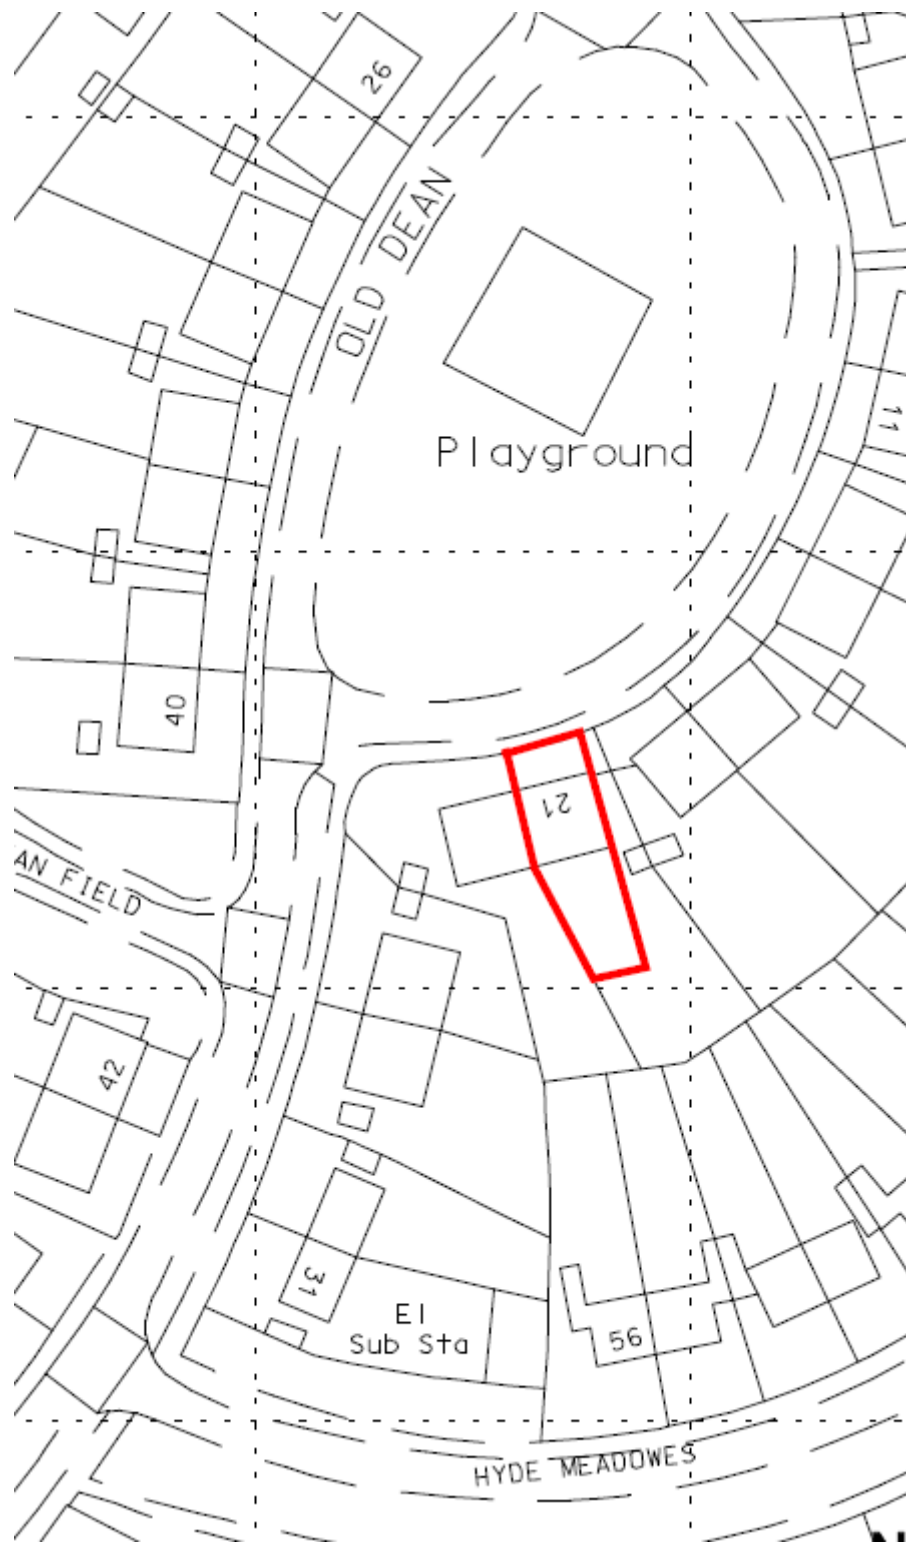 26
OLD DEAN
11
Playground
40
21
AN FIELD
42
31
El
Sub Sta
56
HYDE MEADOWES
N